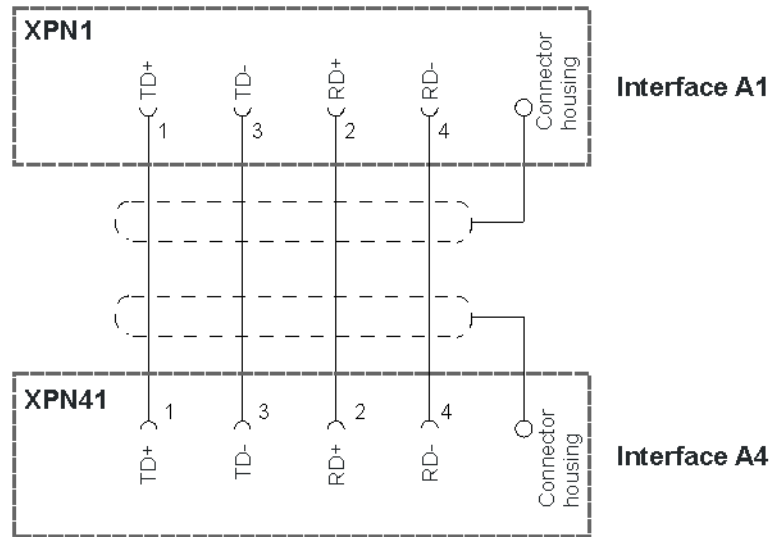 XPN1
TD+
TD-
RD+
RD-
Connector
housing
1
3
2
4
Interface A1
XPN41
1
3
2
4
TD+
TD-
RD+
RD-
Connector
housing
Interface A4